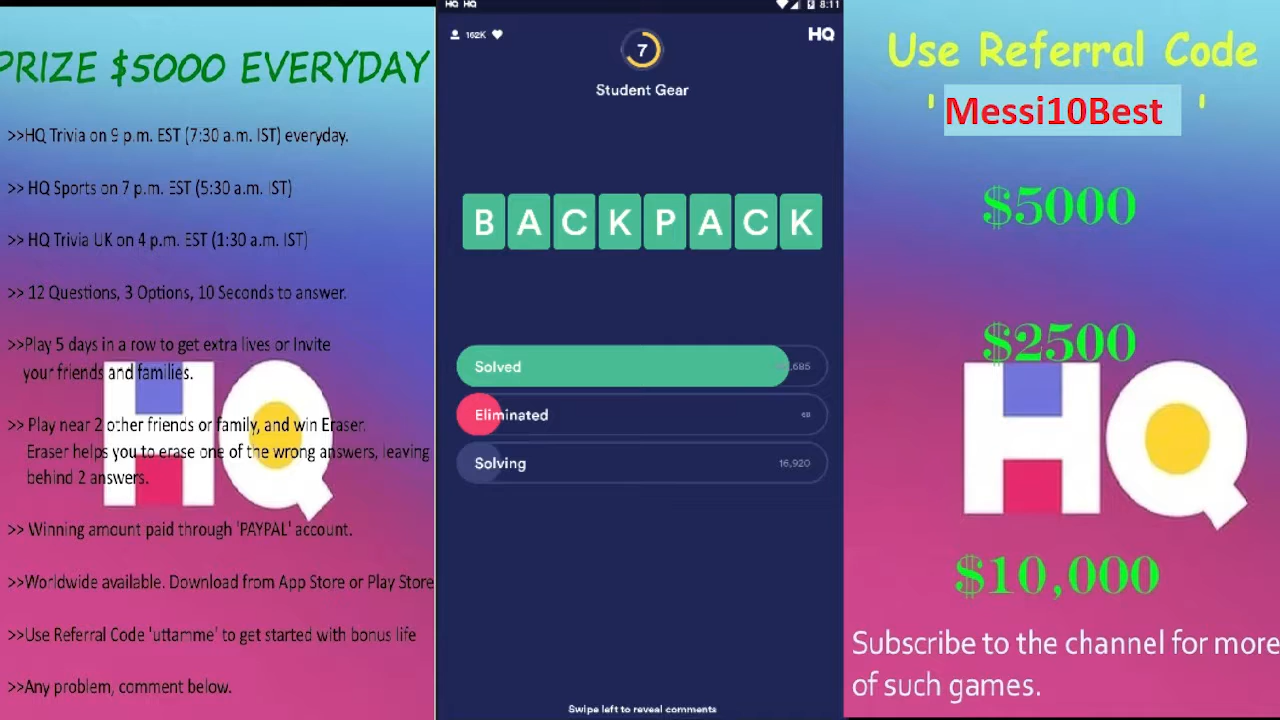 PRIZE $5000 EVERYDAY
>>HQ Trivia on 9 p.m. EST (7:30 a.m. IST) everyday.
>> HQ Sports on 7 p.m. EST (5:30 a.m. IST)
>> HQ Trivia UK on 4 p.m. EST (1:30 a.m. IST)
>> 12 Questions, 3 Options, 10 Seconds to answer.
>>Play 5 days in a row to get extra lives or Invite
your friends and families.
>> Play near 2 other friends or family, and win Eraser.
Eraser helps you to erase one of the wrong answers, leaving
behind 2 answers.
>> Winning amount paid through 'PAYPAL' account.
>>Worldwide available. Download from App Store or Play Store
>>Use Referral Code 'uttamme' to get started with bonus life
>>Any problem, comment below.
HQ
HQ HQ 8:11
162K HQ
7
Student Gear
BACKPACK
Solved
Eliminated
Solving 16,920
Swipe left to reveal comments
Use Referral Code
' Messi10Best '
$5000
$2500
HQ
$10,000
Subscribe to the channel for more
of such games.